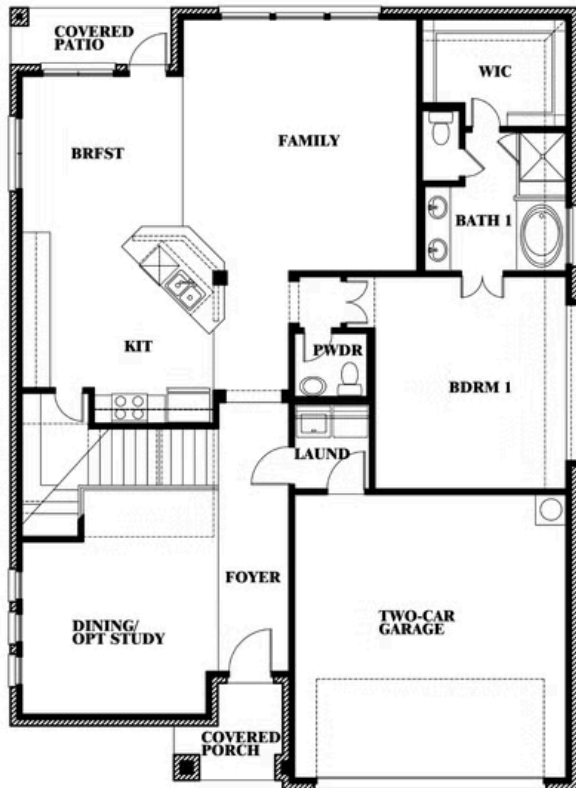 COVERED
PATIO
WIC
BRFST
FAMILY
BATH 1
KIT
PWDR
BDRM 1
LAUND
FOYER
DINING/
OPT STUDY
TWO-CAR
GARAGE
COVERED
PORCH